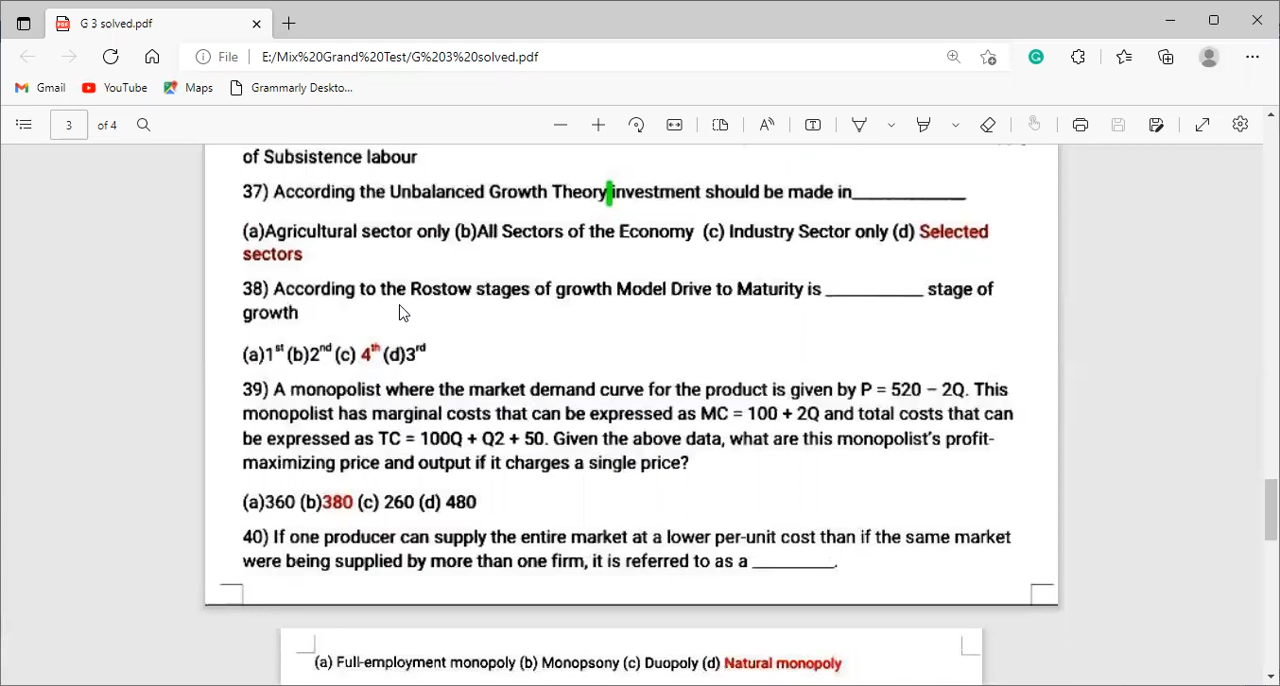 G 3 solved.pdf
File E:/Mix%20Grand%20Test/G%203%20solved.pdf
Gmail YouTube Maps Grammarly Deskto...
3 of 4
of Subsistence labour
37) According the Unbalanced Growth Theory investment should be made in____________
(a)Agricultural sector only (b)All Sectors of the Economy (c) Industry Sector only (d) Selected
sectors
38) According to the Rostow stages of growth Model Drive to Maturity is __________ stage of
growth
(a)1st (b)2nd (c) 4th (d)3rd
39) A monopolist where the market demand curve for the product is given by P = 520 – 2Q. This
monopolist has marginal costs that can be expressed as MC = 100 + 2Q and total costs that can
be expressed as TC = 100Q + Q2 + 50. Given the above data, what are this monopolist's profit-
maximizing price and output if it charges a single price?
(a)360 (b)380 (c) 260 (d) 480
40) If one producer can supply the entire market at a lower per-unit cost than if the same market
were being supplied by more than one firm, it is referred to as a ________.
(a) Full-employment monopoly (b) Monopsony (c) Duopoly (d) Natural monopoly